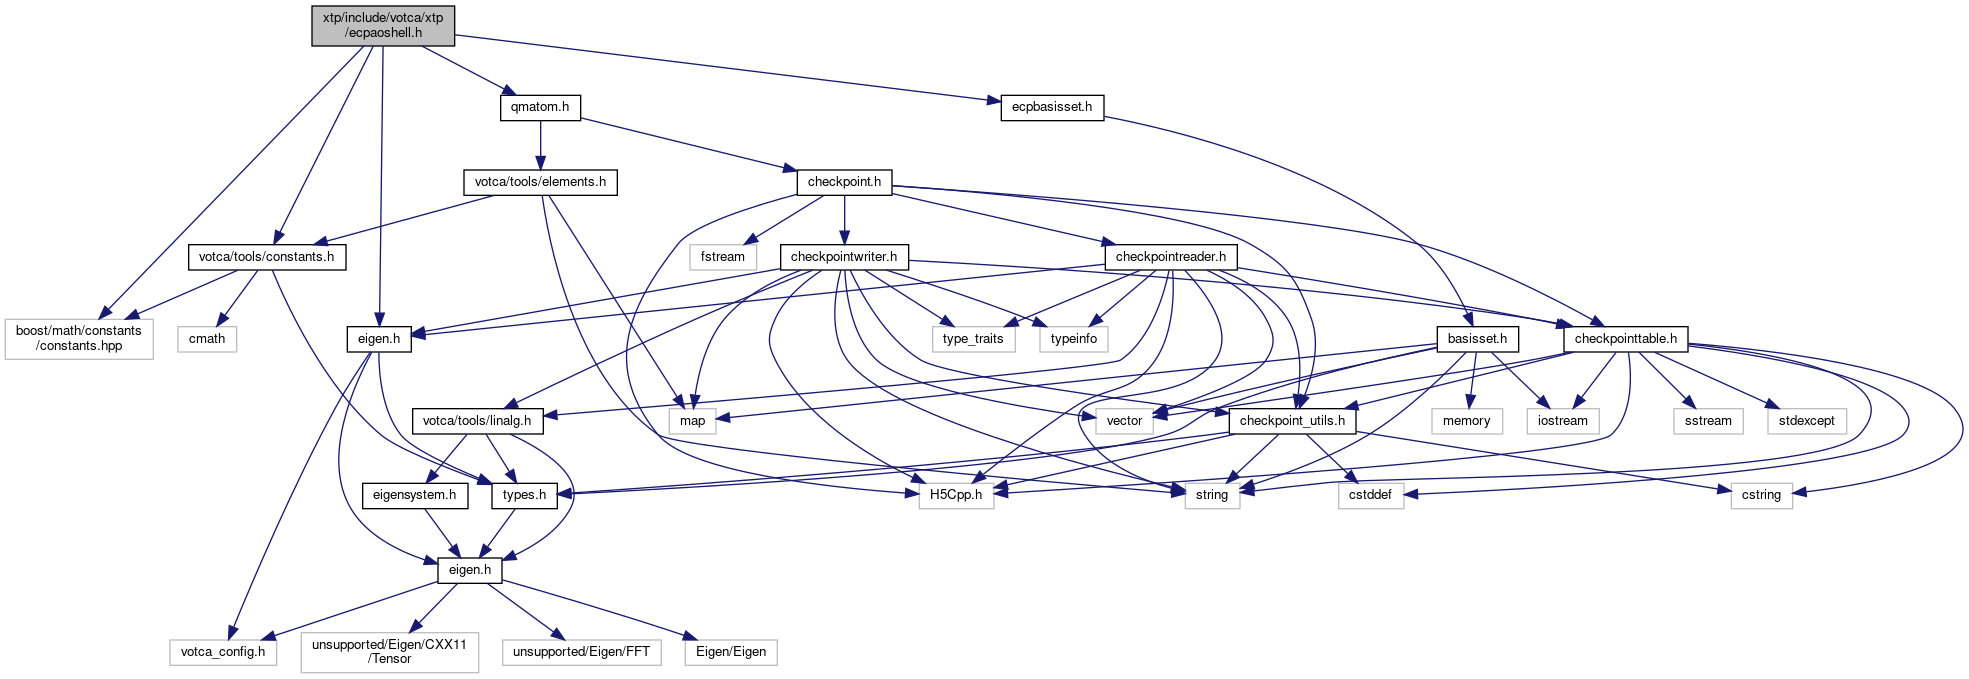 xtp/include/votca/xtp
/ecpaoshell.h
qmatom.h
ecpbasisset.h
votca/tools/elements.h
checkpoint.h
votca/tools/constants.h
fstream
checkpointwriter.h
checkpointreader.h
boost/math/constants
/constants.hpp
cmath
eigen.h
type_traits
typeinfo
basisset.h
checkpointtable.h
votca/tools/linalg.h
map
vector
checkpoint_utils.h
memory
iostream
sstream
stdexcept
eigensystem.h
types.h
H5Cpp.h
string
cstddef
cstring
eigen.h
votca_config.h
unsupported/Eigen/CXX11
/Tensor
unsupported/Eigen/FFT
Eigen/Eigen